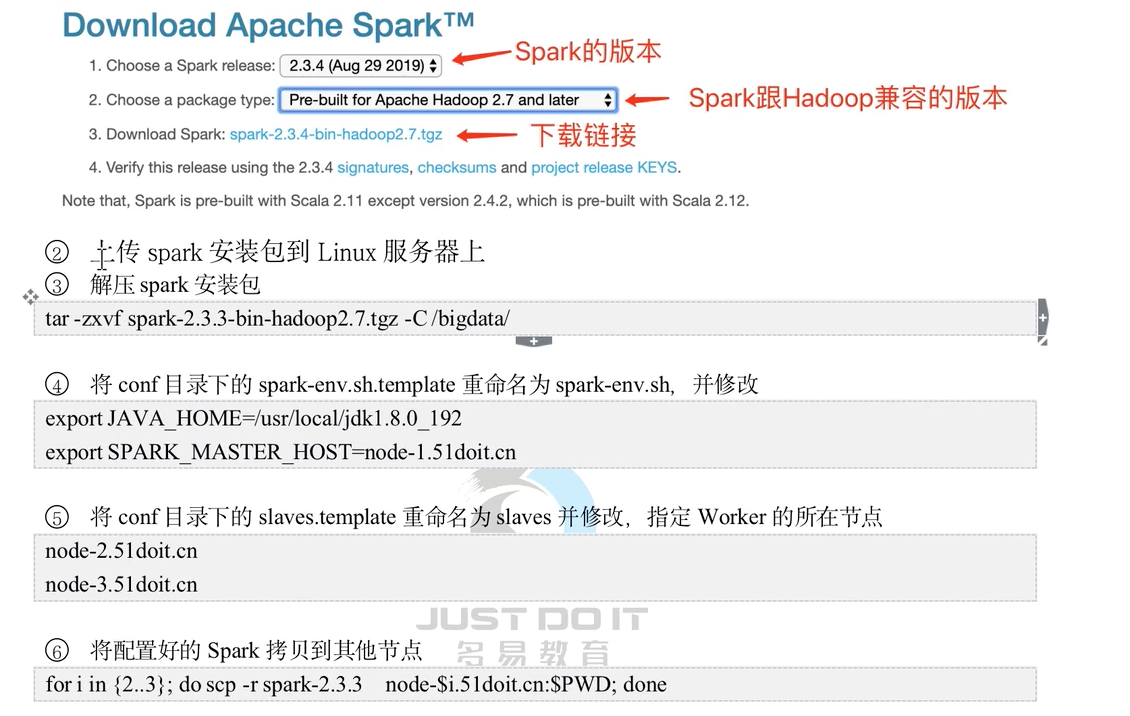 Download Apache Spark™
1. Choose a Spark release: 2.3.4 (Aug 29 2019) Spark的版本
2. Choose a package type: Pre-built for Apache Hadoop 2.7 and later Spark跟Hadoop兼容的版本
3. Download Spark: spark-2.3.4-bin-hadoop2.7.tgz 下载链接
4. Verify this release using the 2.3.4 signatures, checksums and project release KEYS.
Note that, Spark is pre-built with Scala 2.11 except version 2.4.2, which is pre-built with Scala 2.12.
② 上传 spark 安装包到 Linux 服务器上
③ 解压 spark 安装包
tar -zxvf spark-2.3.3-bin-hadoop2.7.tgz -C /bigdata/
④ 将 conf 目录下的 spark-env.sh.template 重命名为 spark-env.sh，并修改
export JAVA_HOME=/usr/local/jdk1.8.0_192
export SPARK_MASTER_HOST=node-1.51doit.cn
⑤ 将 conf 目录下的 slaves.template 重命名为 slaves 并修改，指定 Worker 的所在节点
node-2.51doit.cn
node-3.51doit.cn
JUST DO IT
⑥ 将配置好的 Spark 拷贝到其他节点
名易教育
for i in {2..3}; do scp -r spark-2.3.3 node-$i.51doit.cn:$PWD; done